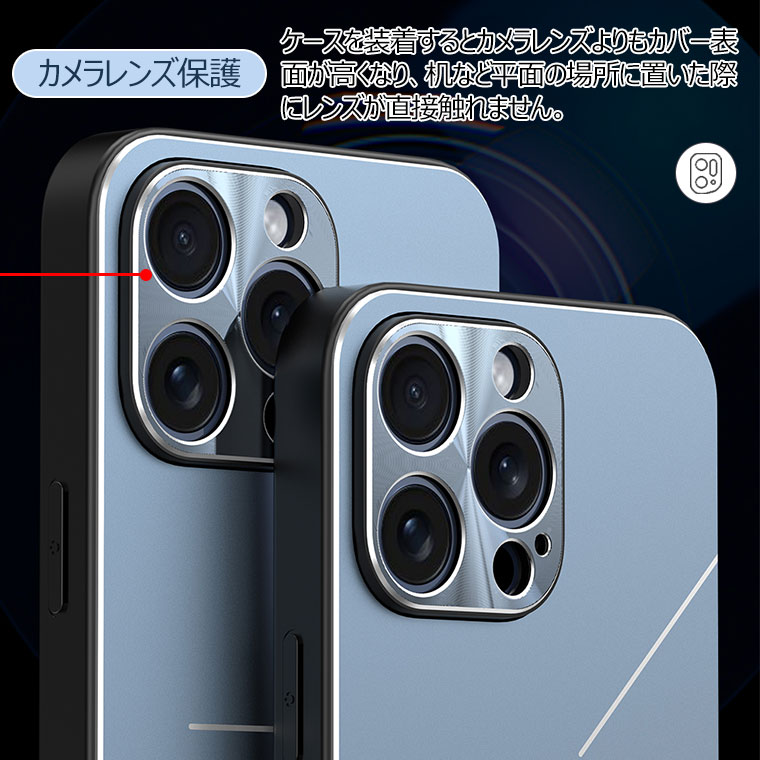 カメラレンズ保護
ケースを装着するとカメラレンズよりもカバー表
面が高くなり、机など平面の場所に置いた際
にレンズが直接触れません。